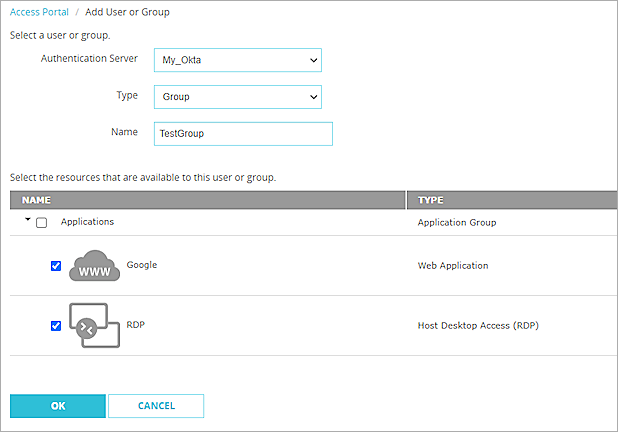 Access Portal / Add User or Group
Select a user or group.
Authentication Server My_Okta
Type Group
Name TestGroup
Select the resources that are available to this user or group.
NAME TYPE
Applications Application Group
WWW Google Web Application
RDP Host Desktop Access (RDP)
OK CANCEL